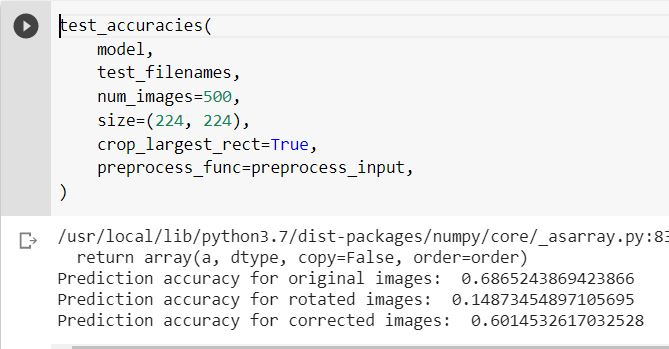 test_accuracies(
    model,
    test_filenames,
    num_images=500,
    size=(224, 224),
    crop_largest_rect=True,
    preprocess_func=preprocess_input,
)
/usr/local/lib/python3.7/dist-packages/numpy/core/_asarray.py:83
  return array(a, dtype, copy=False, order=order)
Prediction accuracy for original images:  0.6865243869423866
Prediction accuracy for rotated images:  0.14873454897105695
Prediction accuracy for corrected images:  0.6014532617032528